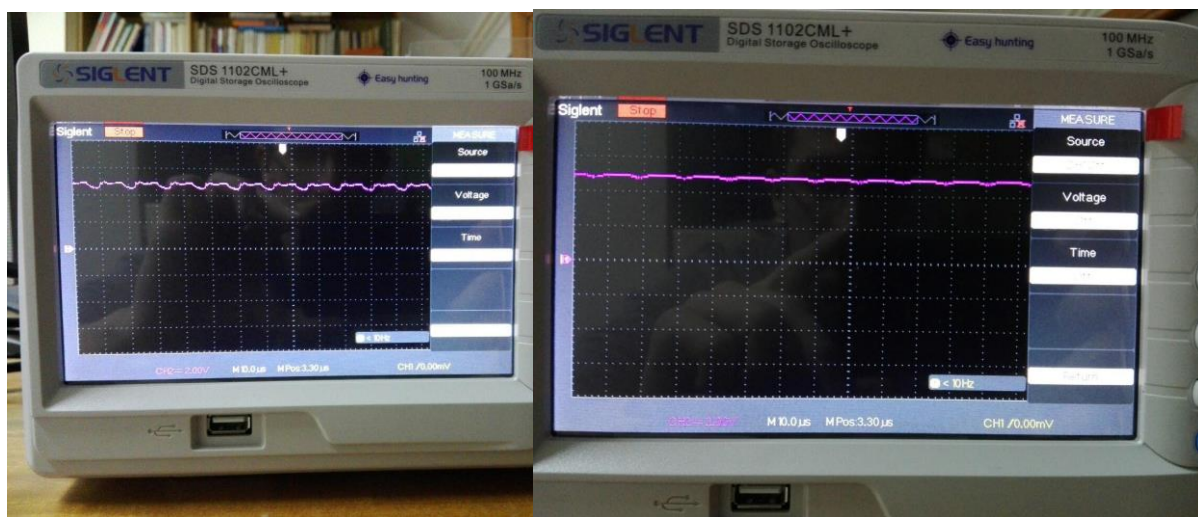 SIGLENT
SDS 1102CML+
Digital Storage Oscilloscope
Easy hunting
100 MHz
1 GSa/s
Siglent
Stop
MEASURE
Source
Voltage
Time
< 10Hz
CH2 = 2.00V
M 10.0µs
M Pos:3.30µs
CH1 /0.00mV
SIGLENT
SDS 1102CML+
Digital Storage Oscilloscope
Easy hunting
100 MHz
1 GSa/s
Siglent
Stop
MEASURE
Source
Voltage
Time
Return
< 10Hz
M 10.0µs
M Pos:3.30µs
CH1 /0.00mV